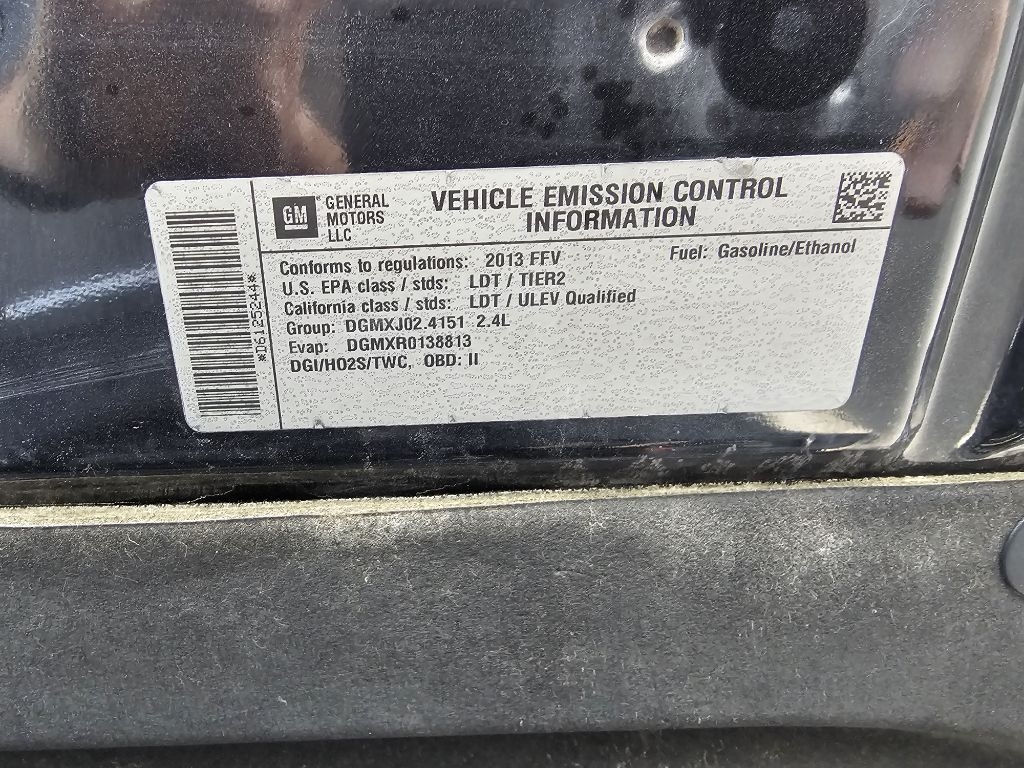 GM
GENERAL
MOTORS
LLC
VEHICLE EMISSION CONTROL
INFORMATION
Conforms to regulations: 2013 FFV
Fuel: Gasoline/Ethanol
U.S. EPA class / stds: LDT / TIER2
California class / stds: LDT / ULEV Qualified
Group: DGMXJ02.4151 2.4L
Evap: DGMXR0138813
DGI/HO2S/TWC, OBD: II
*D61252444*